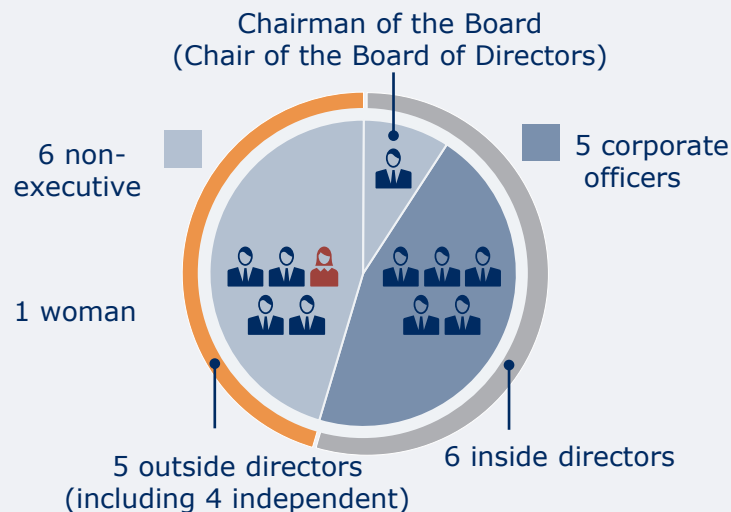 Chairman of the Board
(Chair of the Board of Directors)
6 non-
executive
5 corporate
officers
1 woman
5 outside directors
(including 4 independent)
6 inside directors